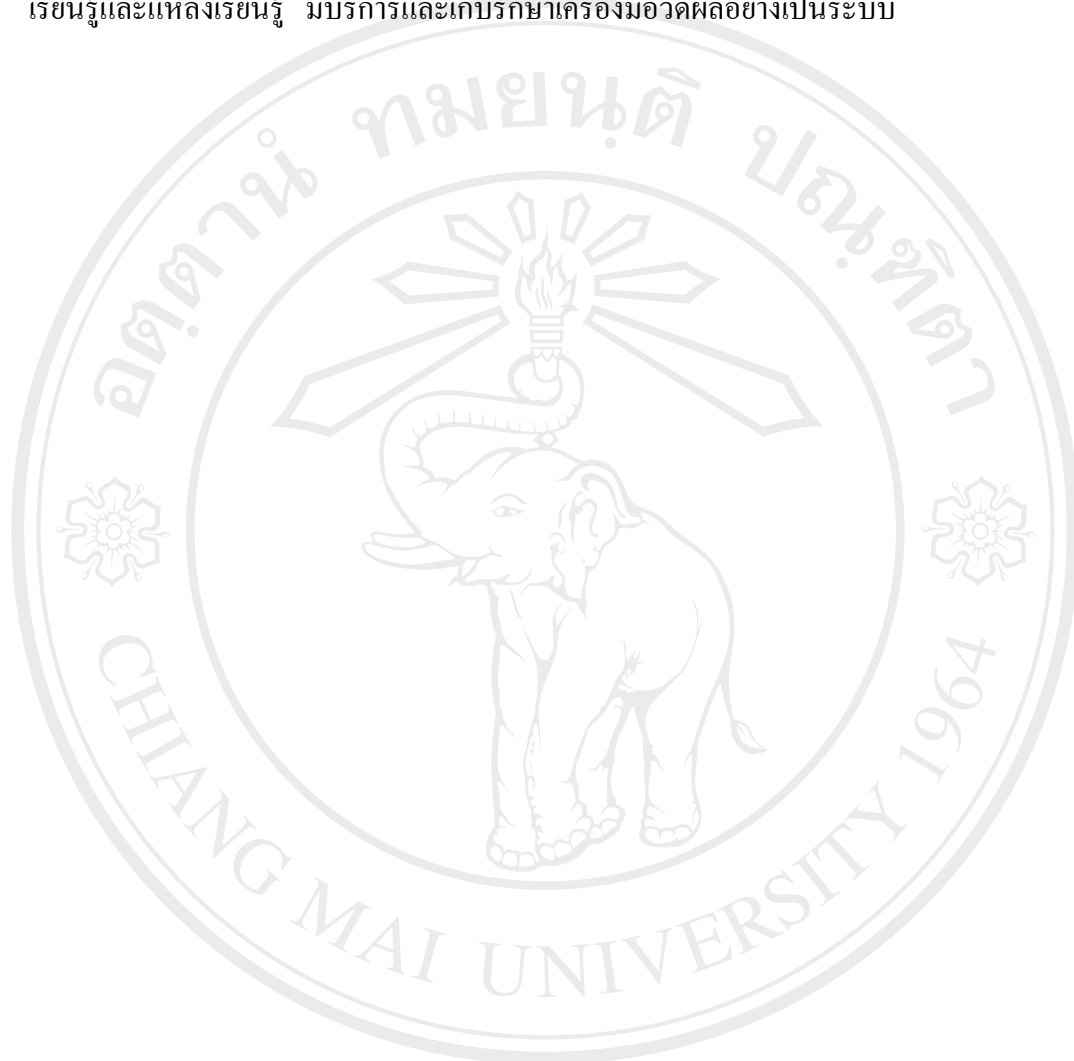 เรียนรู้และแหล่งเรียนรู้ มีบริการและเก็บรักษาเครื่องมือวัดผลอย่างเป็นระบบ
อตฺตานํ ทมยนฺติ ปณฺฑิตา
CHIANG MAI UNIVERSITY 1964